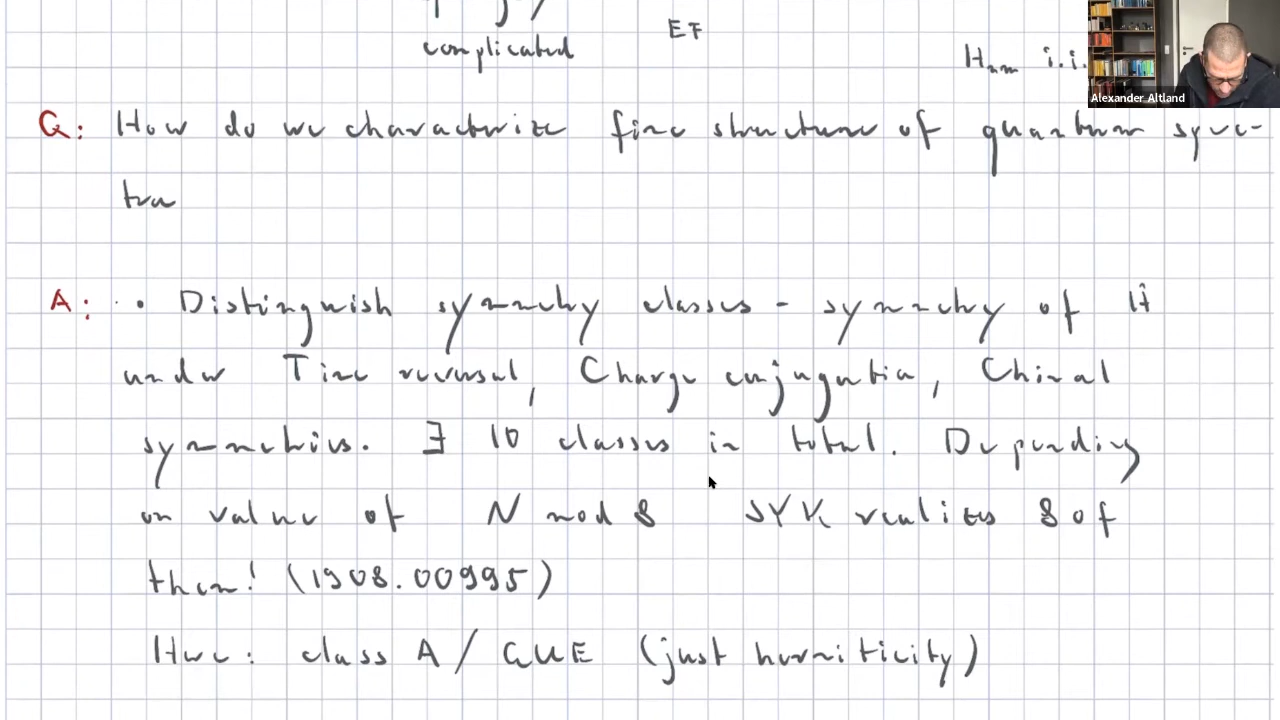 complicated
EF
H_nm i.i.
Alexander Altland
Q: How do we characterize fine structure of quantum spec-
tra
A: • Distinguish symmetry classes - symmetry of Ĥ
under Time reversal, Charge conjugation, Chiral
symmetries. ∃ 10 classes in total. Depending
on value of N mod 8 SYK realizes 8 of
them! (1908.00995)
Here: class A / GUE (just hermiticity)